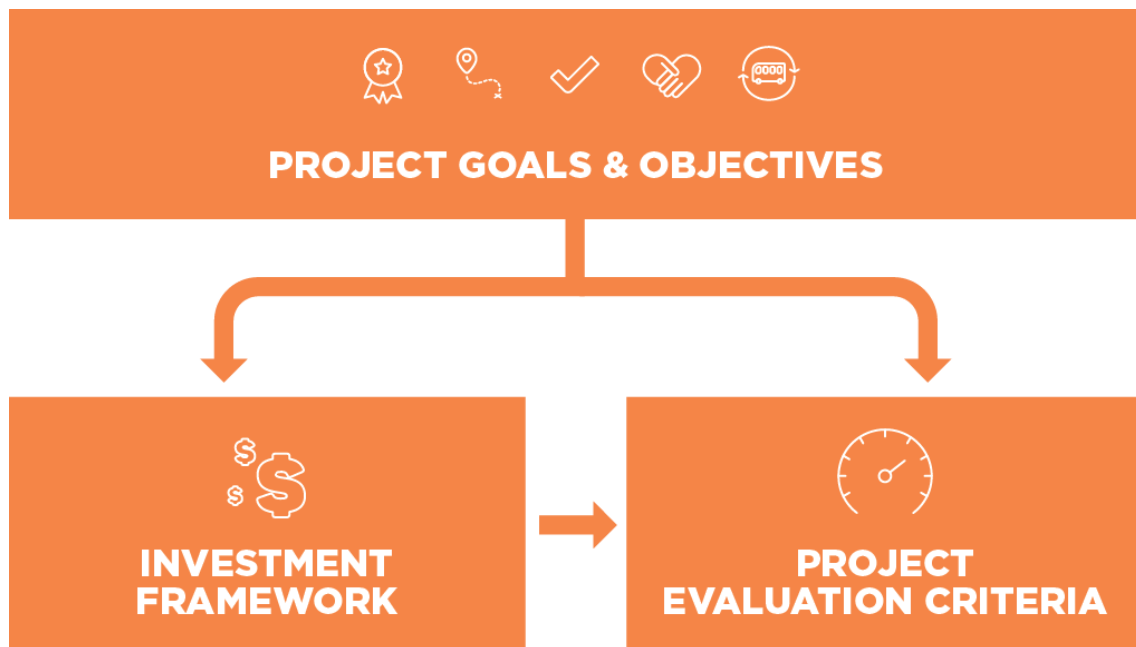 PROJECT GOALS & OBJECTIVES
$
$
$
INVESTMENT
FRAMEWORK
PROJECT
EVALUATION CRITERIA